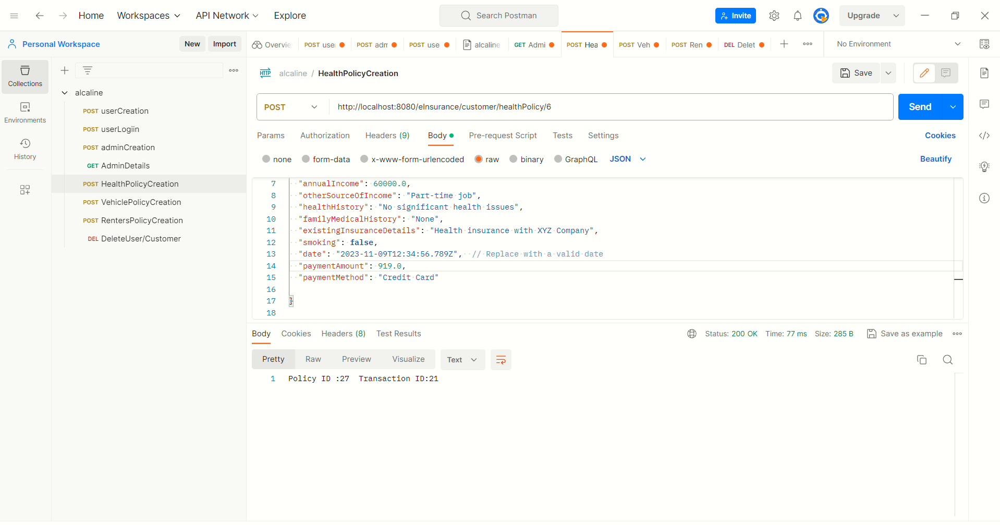 Home Workspaces API Network Explore Search Postman Invite Upgrade
Personal Workspace New Import Overvie POST user POST adm POST use alcaline GET Admi POST Hea POST Veh POST Ren DEL Delet No Environment
HTTP alcaline / HealthPolicyCreation Save
Collections
Environments
History
alcaline
POST userCreation
POST userLogiin
POST adminCreation
GET AdminDetails
POST HealthPolicyCreation
POST VehiclePolicyCreation
POST RentersPolicyCreation
DEL DeleteUser/Customer
POST http://localhost:8080/eInsurance/customer/healthPolicy/6 Send
Params Authorization Headers (9) Body Pre-request Script Tests Settings Cookies
none form-data x-www-form-urlencoded raw binary GraphQL JSON Beautify
7 "annualIncome": 60000.0,
8 "otherSourceOfIncome": "Part-time job",
9 "healthHistory": "No significant health issues",
10 "familyMedicalHistory": "None",
11 "existingInsuranceDetails": "Health insurance with XYZ Company",
12 "smoking": false,
13 "date": "2023-11-09T12:34:56.789Z", // Replace with a valid date
14 "paymentAmount": 919.0,
15 "paymentMethod": "Credit Card"
16
17 }
18
Body Cookies Headers (8) Test Results Status: 200 OK Time: 77 ms Size: 285 B Save as example
Pretty Raw Preview Visualize Text
1 Policy ID :27 Transaction ID:21